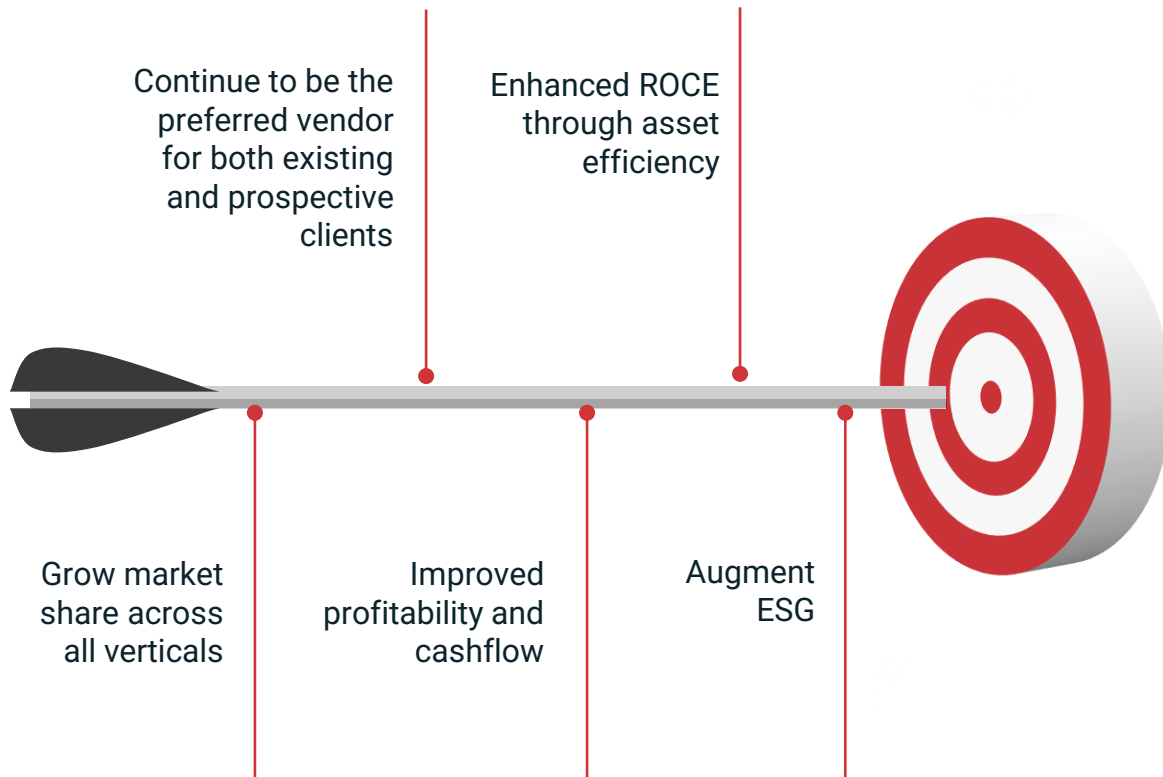 Continue to be the
preferred vendor
for both existing
and prospective
clients
Enhanced ROCE
through asset
efficiency
Grow market
share across
all verticals
Improved
profitability and
cashflow
Augment
ESG